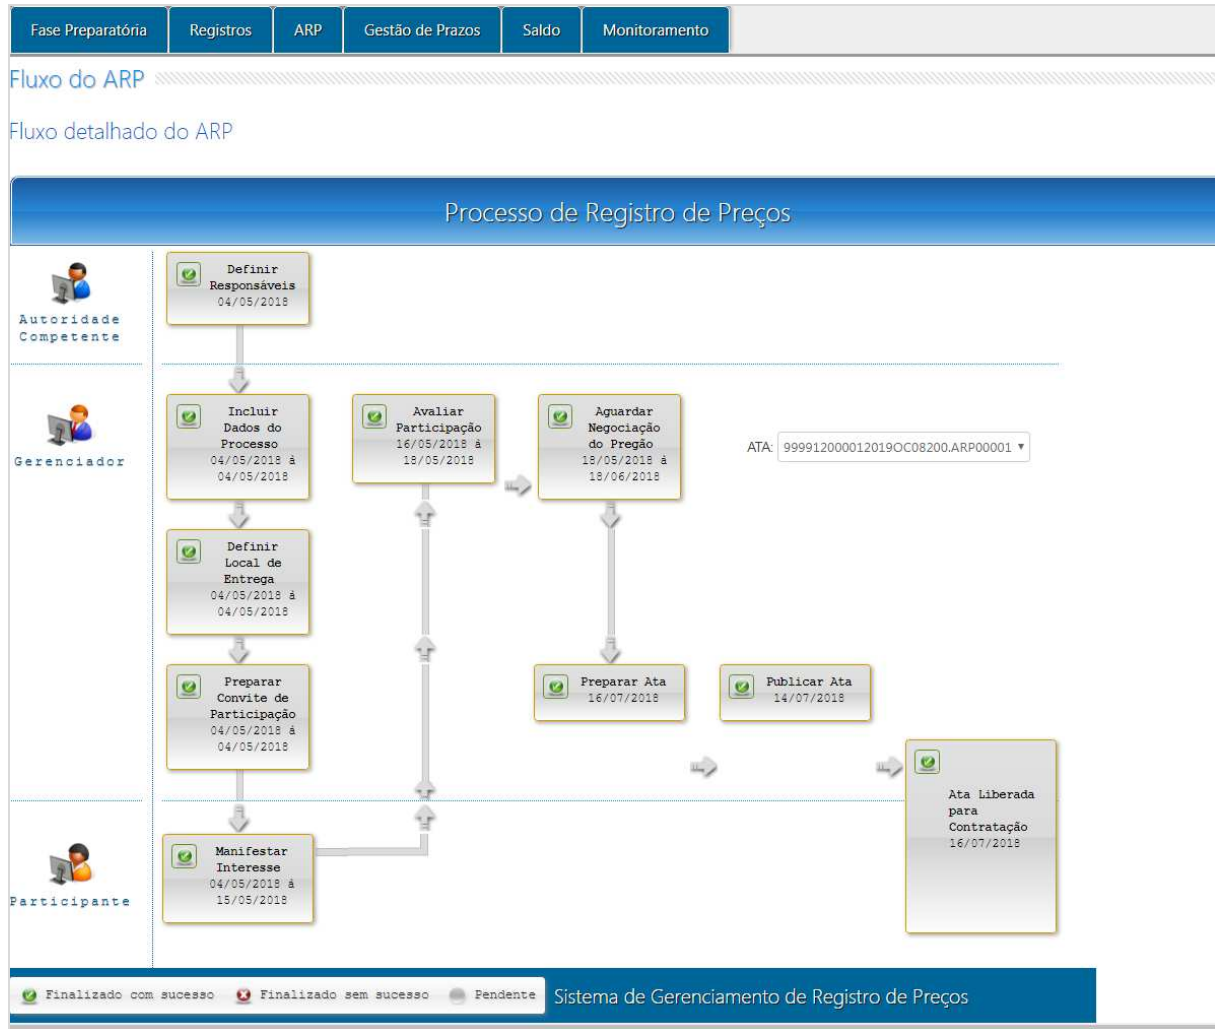 Fase Preparatória
Registros
ARP
Gestão de Prazos
Saldo
Monitoramento
Fluxo do ARP
Fluxo detalhado do ARP
Processo de Registro de Preços
Autoridade
Competente
Definir
Responsáveis
04/05/2018
Gerenciador
Incluir
Dados do
Processo
04/05/2018 á
04/05/2018
Avaliar
Participação
16/05/2018 á
18/05/2018
Aguardar
Negociação
do Pregão
18/05/2018 á
18/06/2018
ATA: 999912000012019OC08200.ARP00001
Definir
Local de
Entrega
04/05/2018 á
04/05/2018
Preparar
Convite de
Participação
04/05/2018 á
04/05/2018
Preparar Ata
16/07/2018
Publicar Ata
14/07/2018
Ata Liberada
para
Contratação
16/07/2018
Participante
Manifestar
Interesse
04/05/2018 á
15/05/2018
Finalizado com sucesso
Finalizado sem sucesso
Pendente
Sistema de Gerenciamento de Registro de Preços